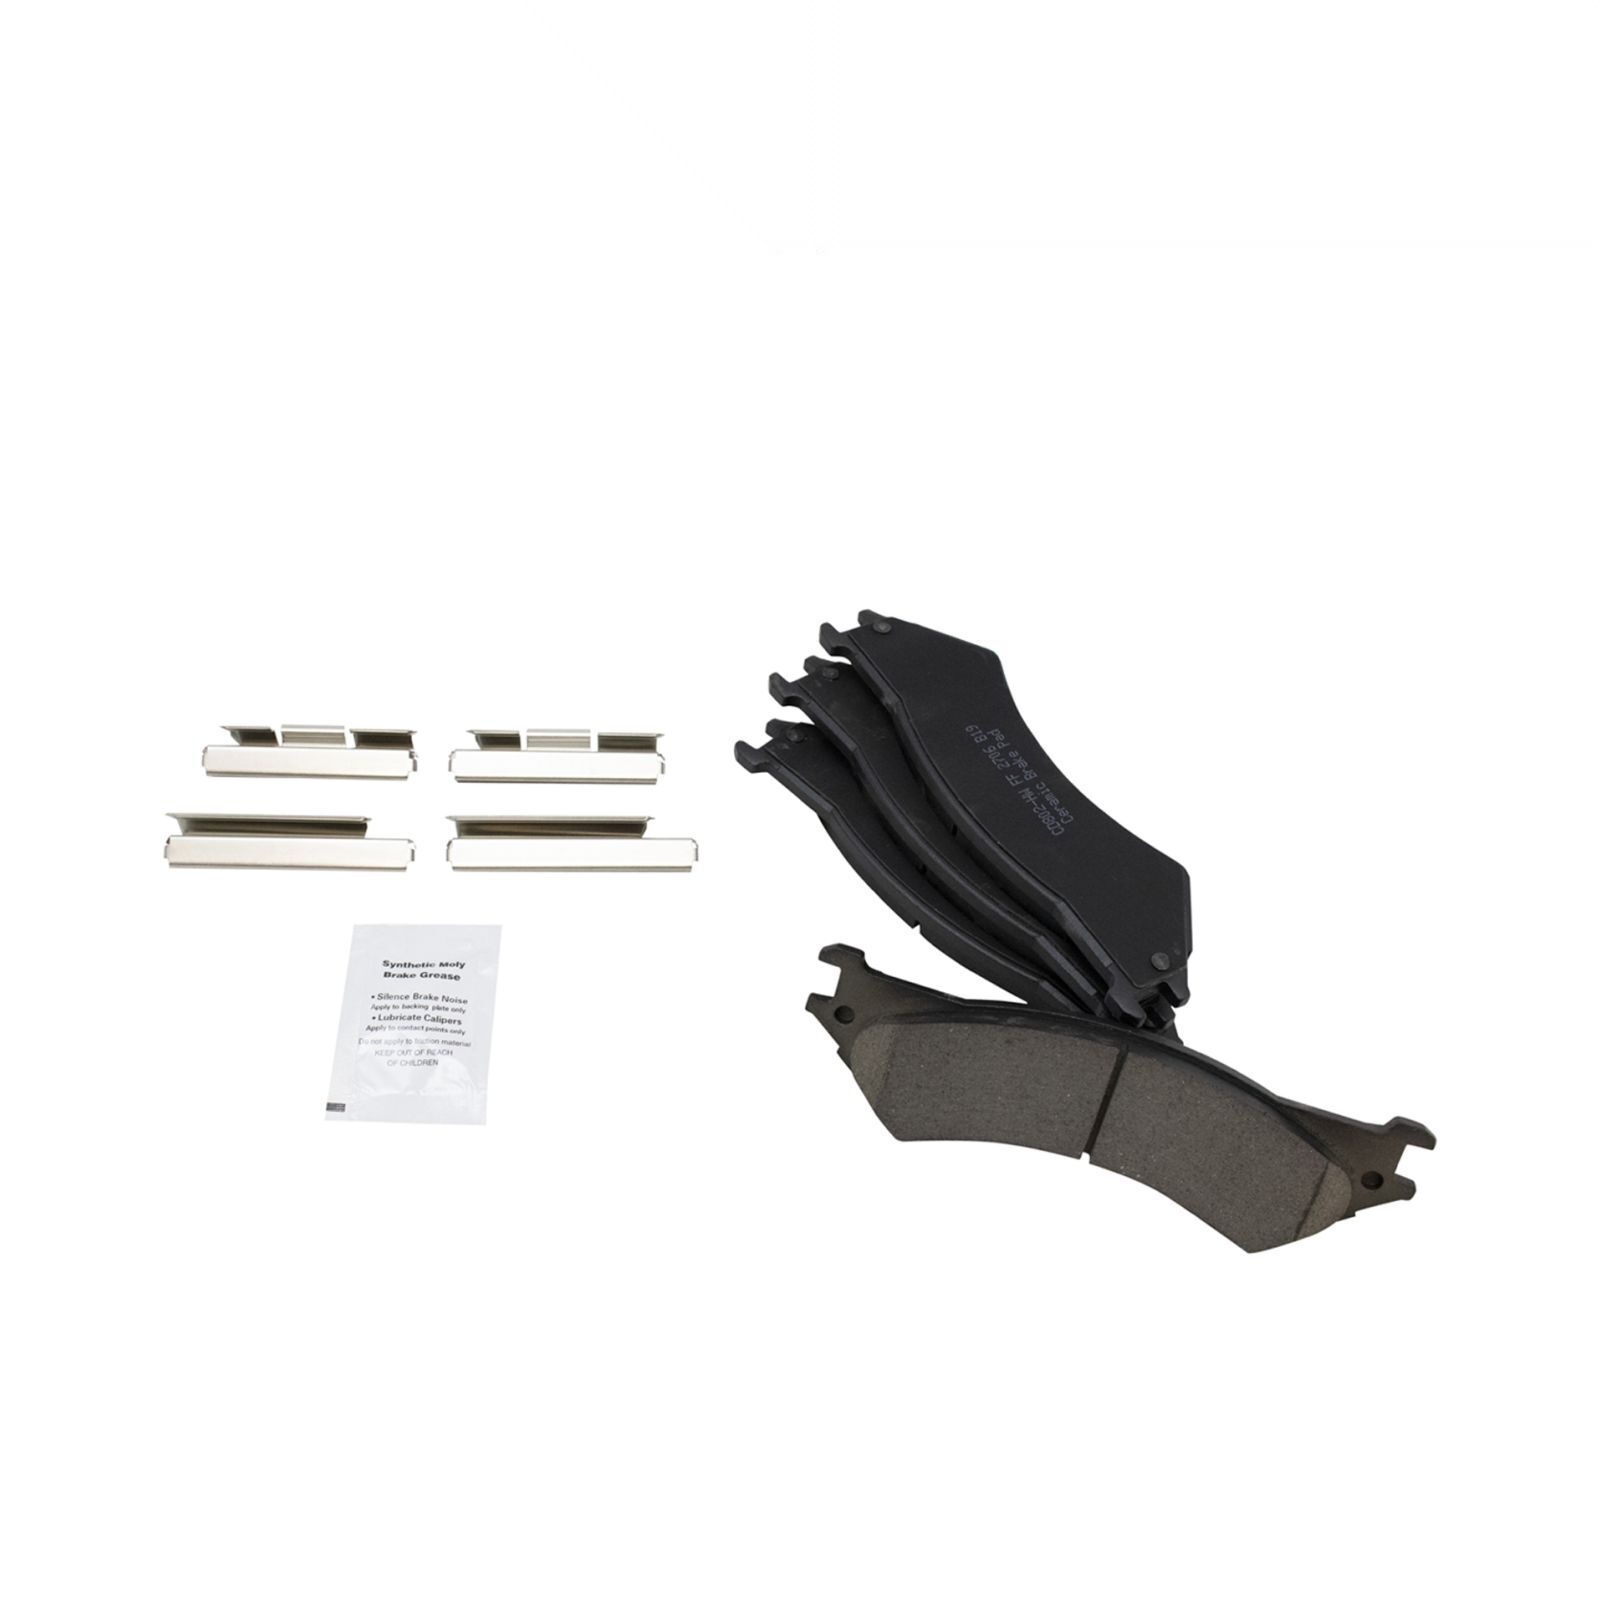 CD802-HW FF 2706 B19
Ceramic Brake Pad
Synthetic Moly
Brake Grease
• Silence Brake Noise
Apply to backing plate only
• Lubricate Calipers
Apply to contact points only
Do not apply to friction material
KEEP OUT OF REACH
OF CHILDREN